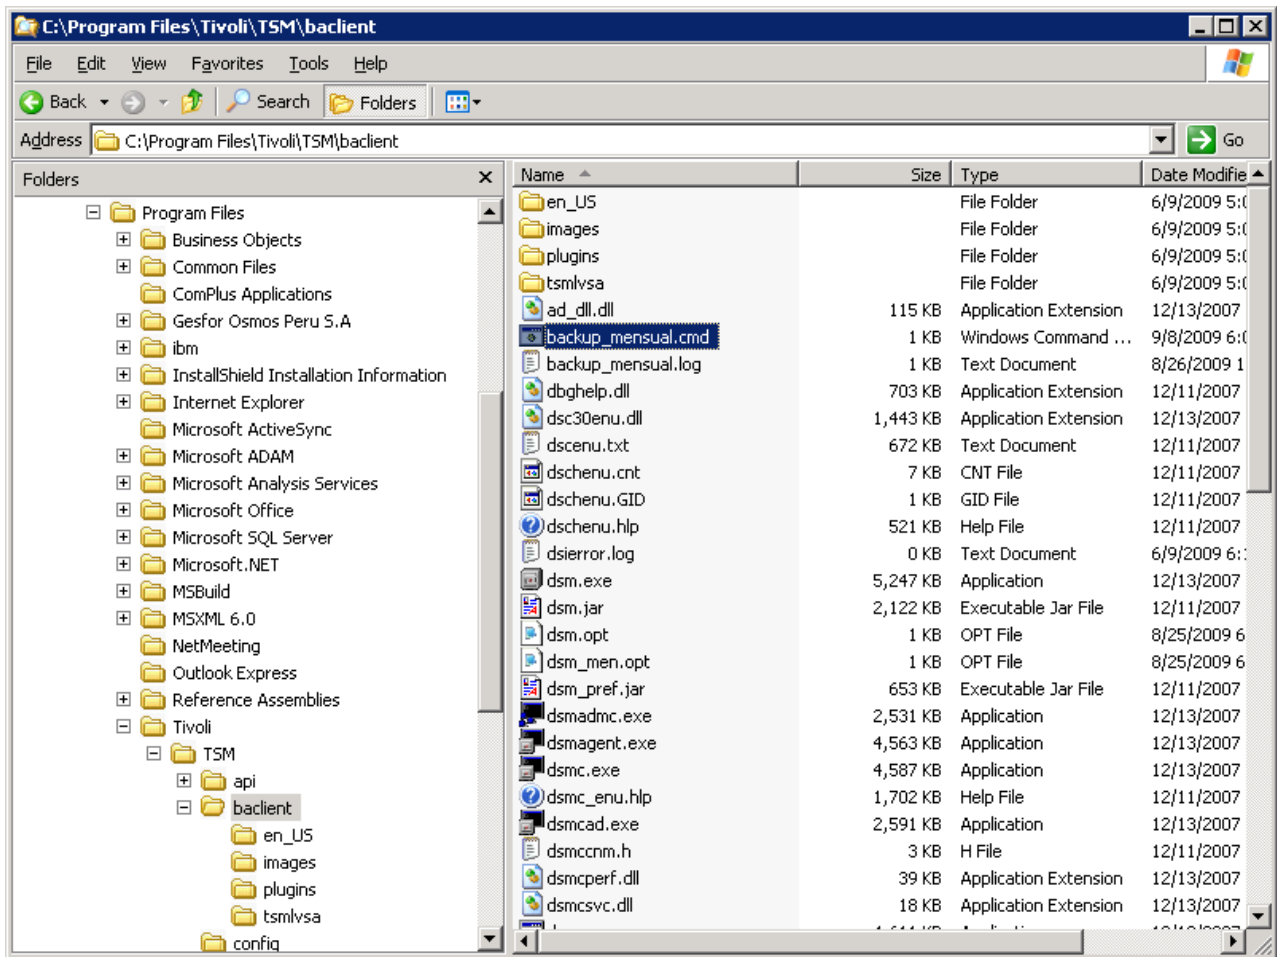 C:\Program Files\Tivoli\TSM\baclient
File Edit View Favorites Tools Help
Back Search Folders
Address C:\Program Files\Tivoli\TSM\baclient Go
Folders
Program Files
Business Objects
Common Files
ComPlus Applications
Gesfor Osmos Peru S.A
ibm
InstallShield Installation Information
Internet Explorer
Microsoft ActiveSync
Microsoft ADAM
Microsoft Analysis Services
Microsoft Office
Microsoft SQL Server
Microsoft.NET
MSBuild
MSXML 6.0
NetMeeting
Outlook Express
Reference Assemblies
Tivoli
TSM
api
baclient
en_US
images
plugins
tsmlvsa
config
Name Size Type Date Modifie
en_US File Folder 6/9/2009 5:0
images File Folder 6/9/2009 5:0
plugins File Folder 6/9/2009 5:0
tsmlvsa File Folder 6/9/2009 5:0
ad_dll.dll 115 KB Application Extension 12/13/2007
backup_mensual.cmd 1 KB Windows Command ... 9/8/2009 6:0
backup_mensual.log 1 KB Text Document 8/26/2009 1
dbghelp.dll 703 KB Application Extension 12/11/2007
dsc30enu.dll 1,443 KB Application Extension 12/13/2007
dscenu.txt 672 KB Text Document 12/11/2007
dschenu.cnt 7 KB CNT File 12/11/2007
dschenu.GID 1 KB GID File 12/11/2007
dschenu.hlp 521 KB Help File 12/11/2007
dsierror.log 0 KB Text Document 6/9/2009 6:
dsm.exe 5,247 KB Application 12/13/2007
dsm.jar 2,122 KB Executable Jar File 12/11/2007
dsm.opt 1 KB OPT File 8/25/2009 6
dsm_men.opt 1 KB OPT File 8/25/2009 6
dsm_pref.jar 653 KB Executable Jar File 12/11/2007
dsmadmc.exe 2,531 KB Application 12/13/2007
dsmagent.exe 4,563 KB Application 12/13/2007
dsmc.exe 4,587 KB Application 12/13/2007
dsmc_enu.hlp 1,702 KB Help File 12/11/2007
dsmcad.exe 2,591 KB Application 12/13/2007
dsmccnm.h 3 KB H File 12/11/2007
dsmcperf.dll 39 KB Application Extension 12/13/2007
dsmcsvc.dll 18 KB Application Extension 12/13/2007